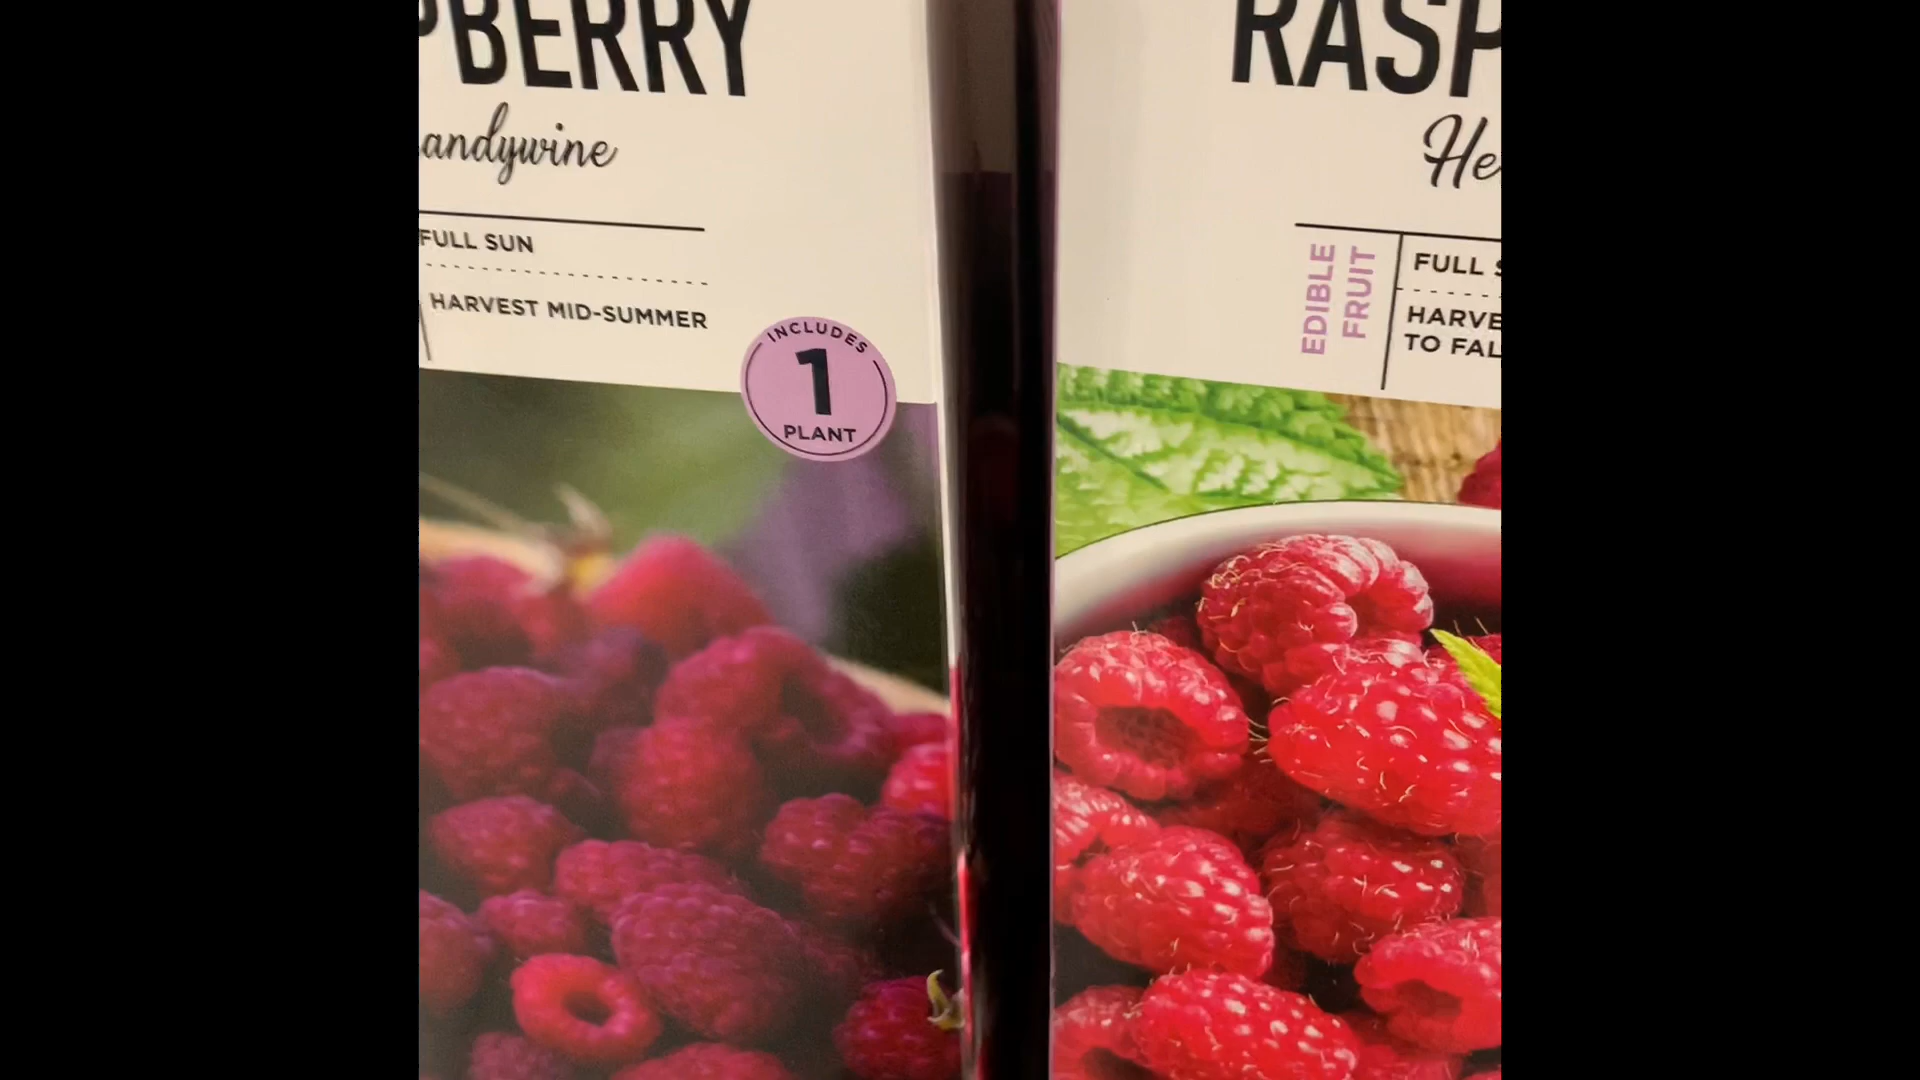 PBERRY
andywine
FULL SUN
HARVEST MID-SUMMER
INCLUDES
1
PLANT
RASP
He
EDIBLE
FRUIT
FULL S
HARVE
TO FAL